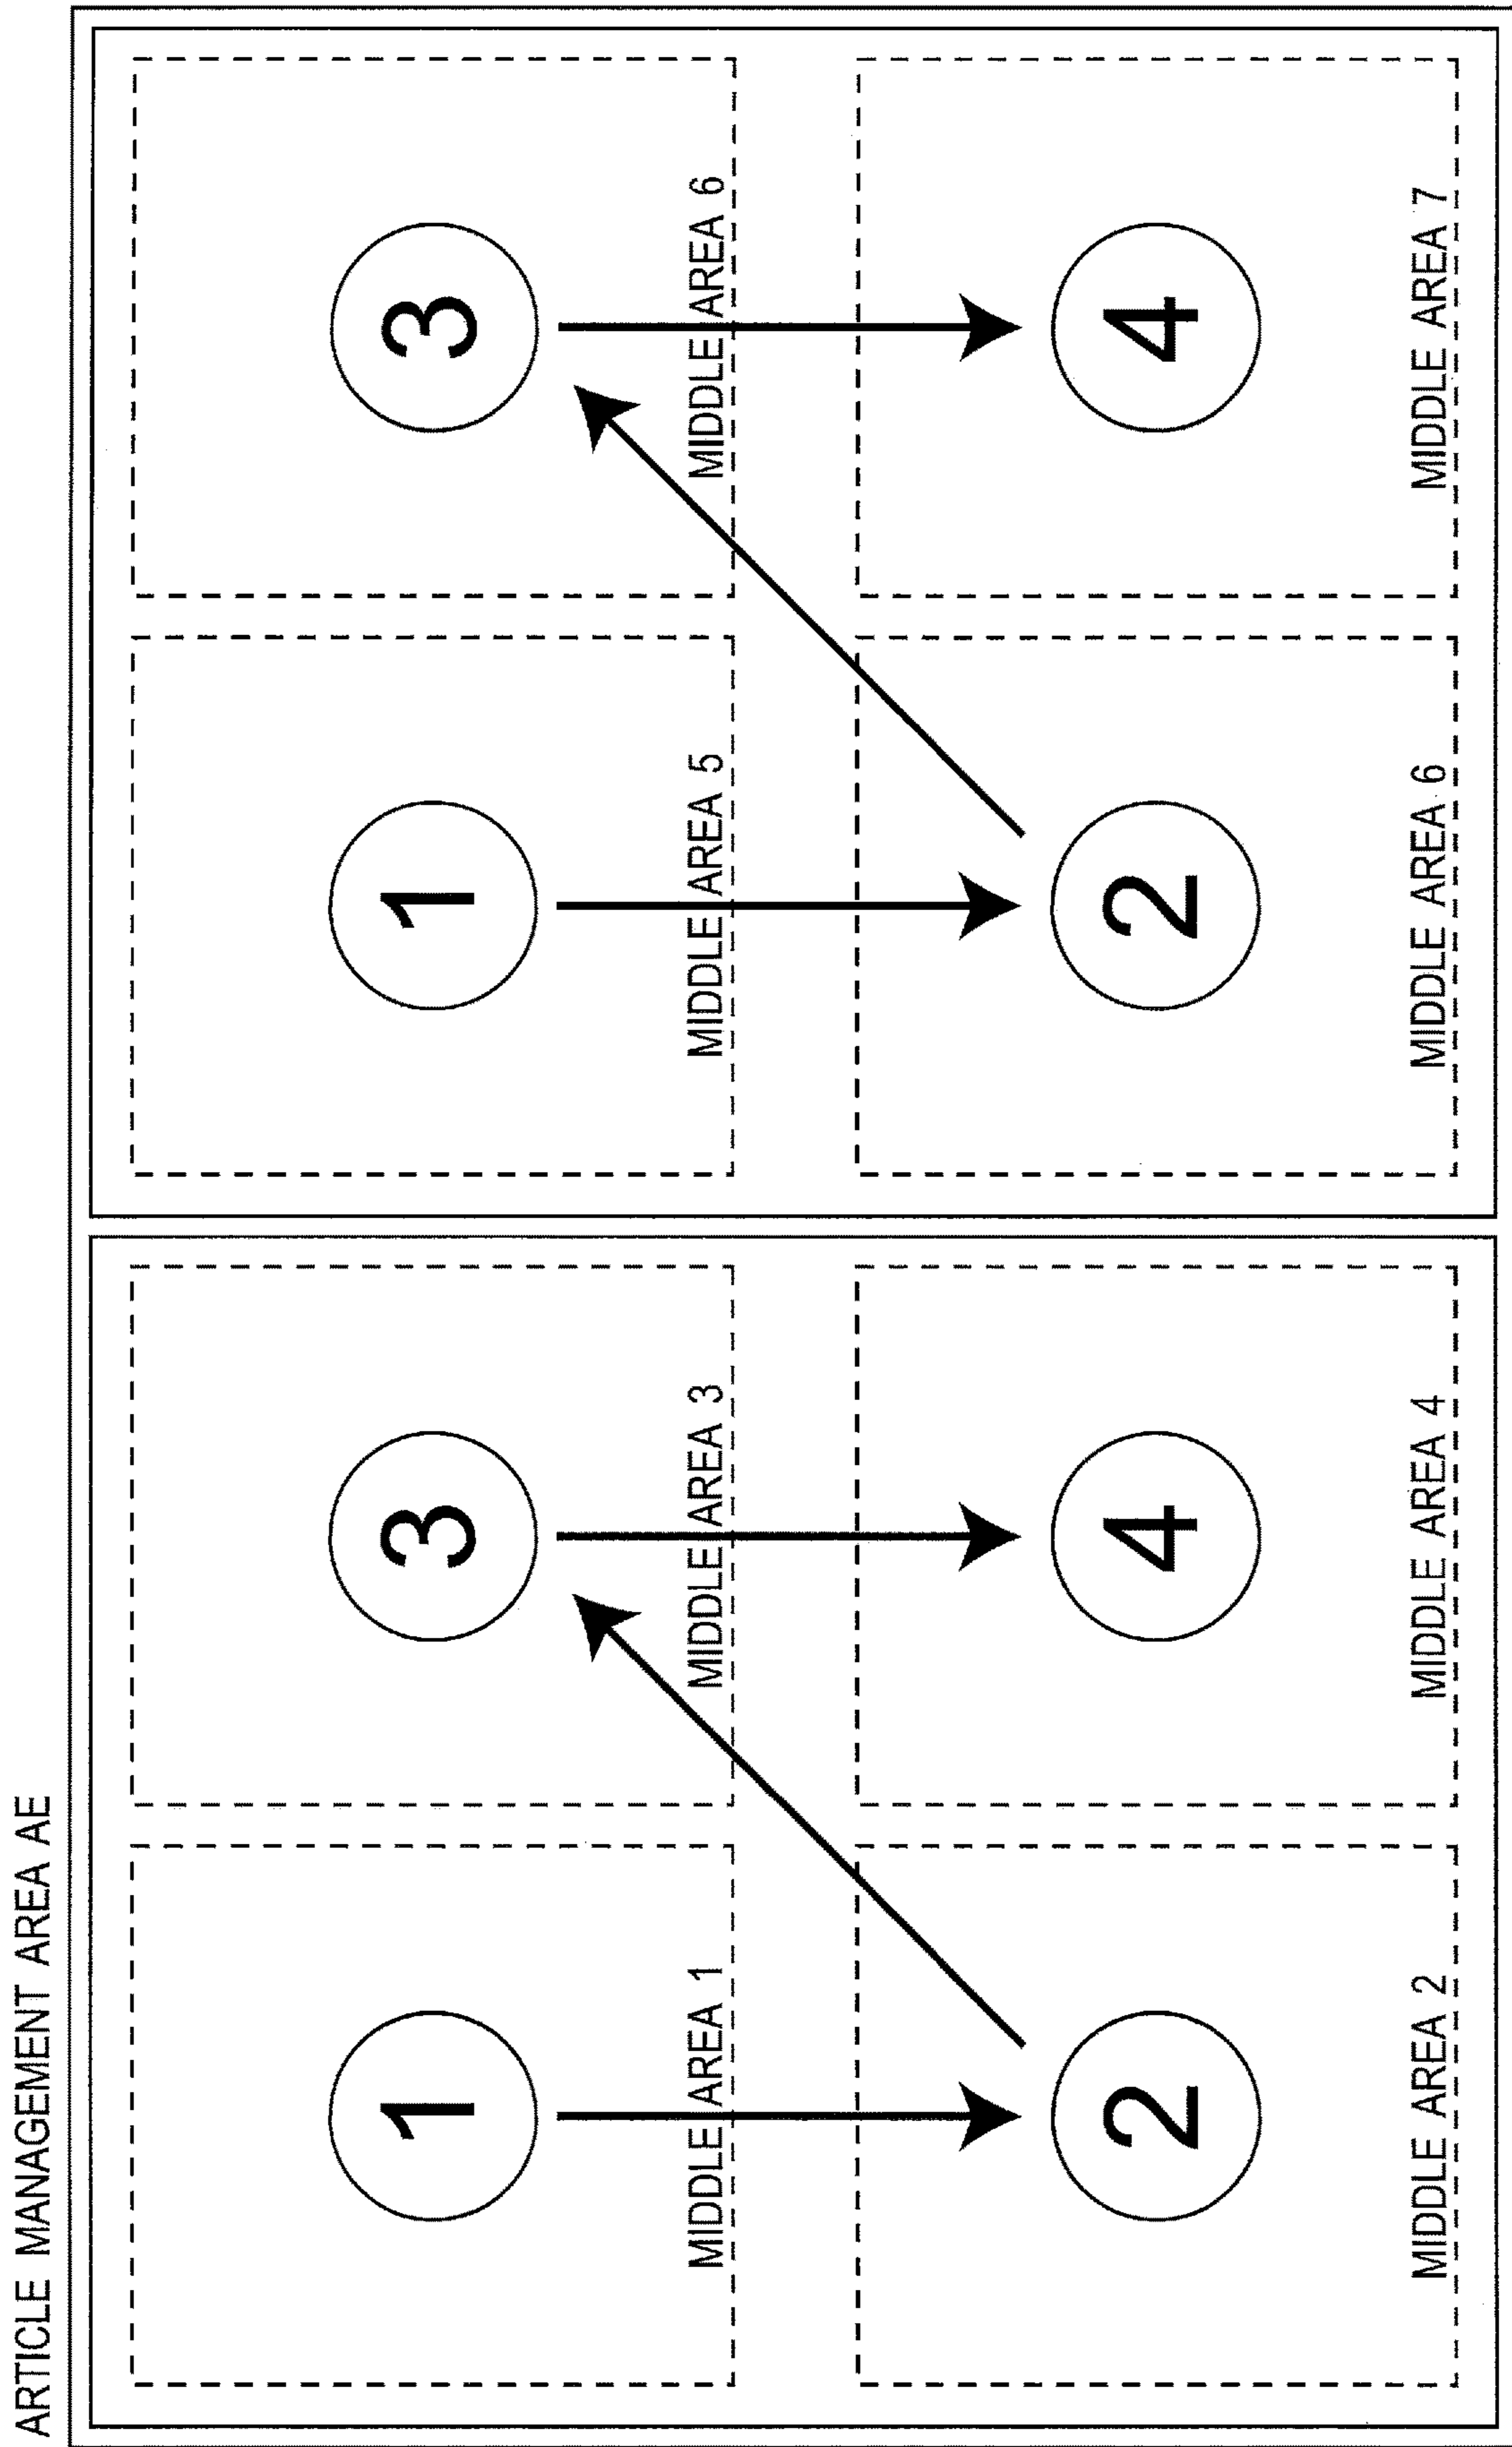 ARTICLE MANAGEMENT AREA AE
1
MIDDLE AREA 1
2
MIDDLE AREA 2
3
MIDDLE AREA 3
4
MIDDLE AREA 4
1
MIDDLE AREA 5
2
MIDDLE AREA 6
3
MIDDLE AREA 6
4
MIDDLE AREA 7